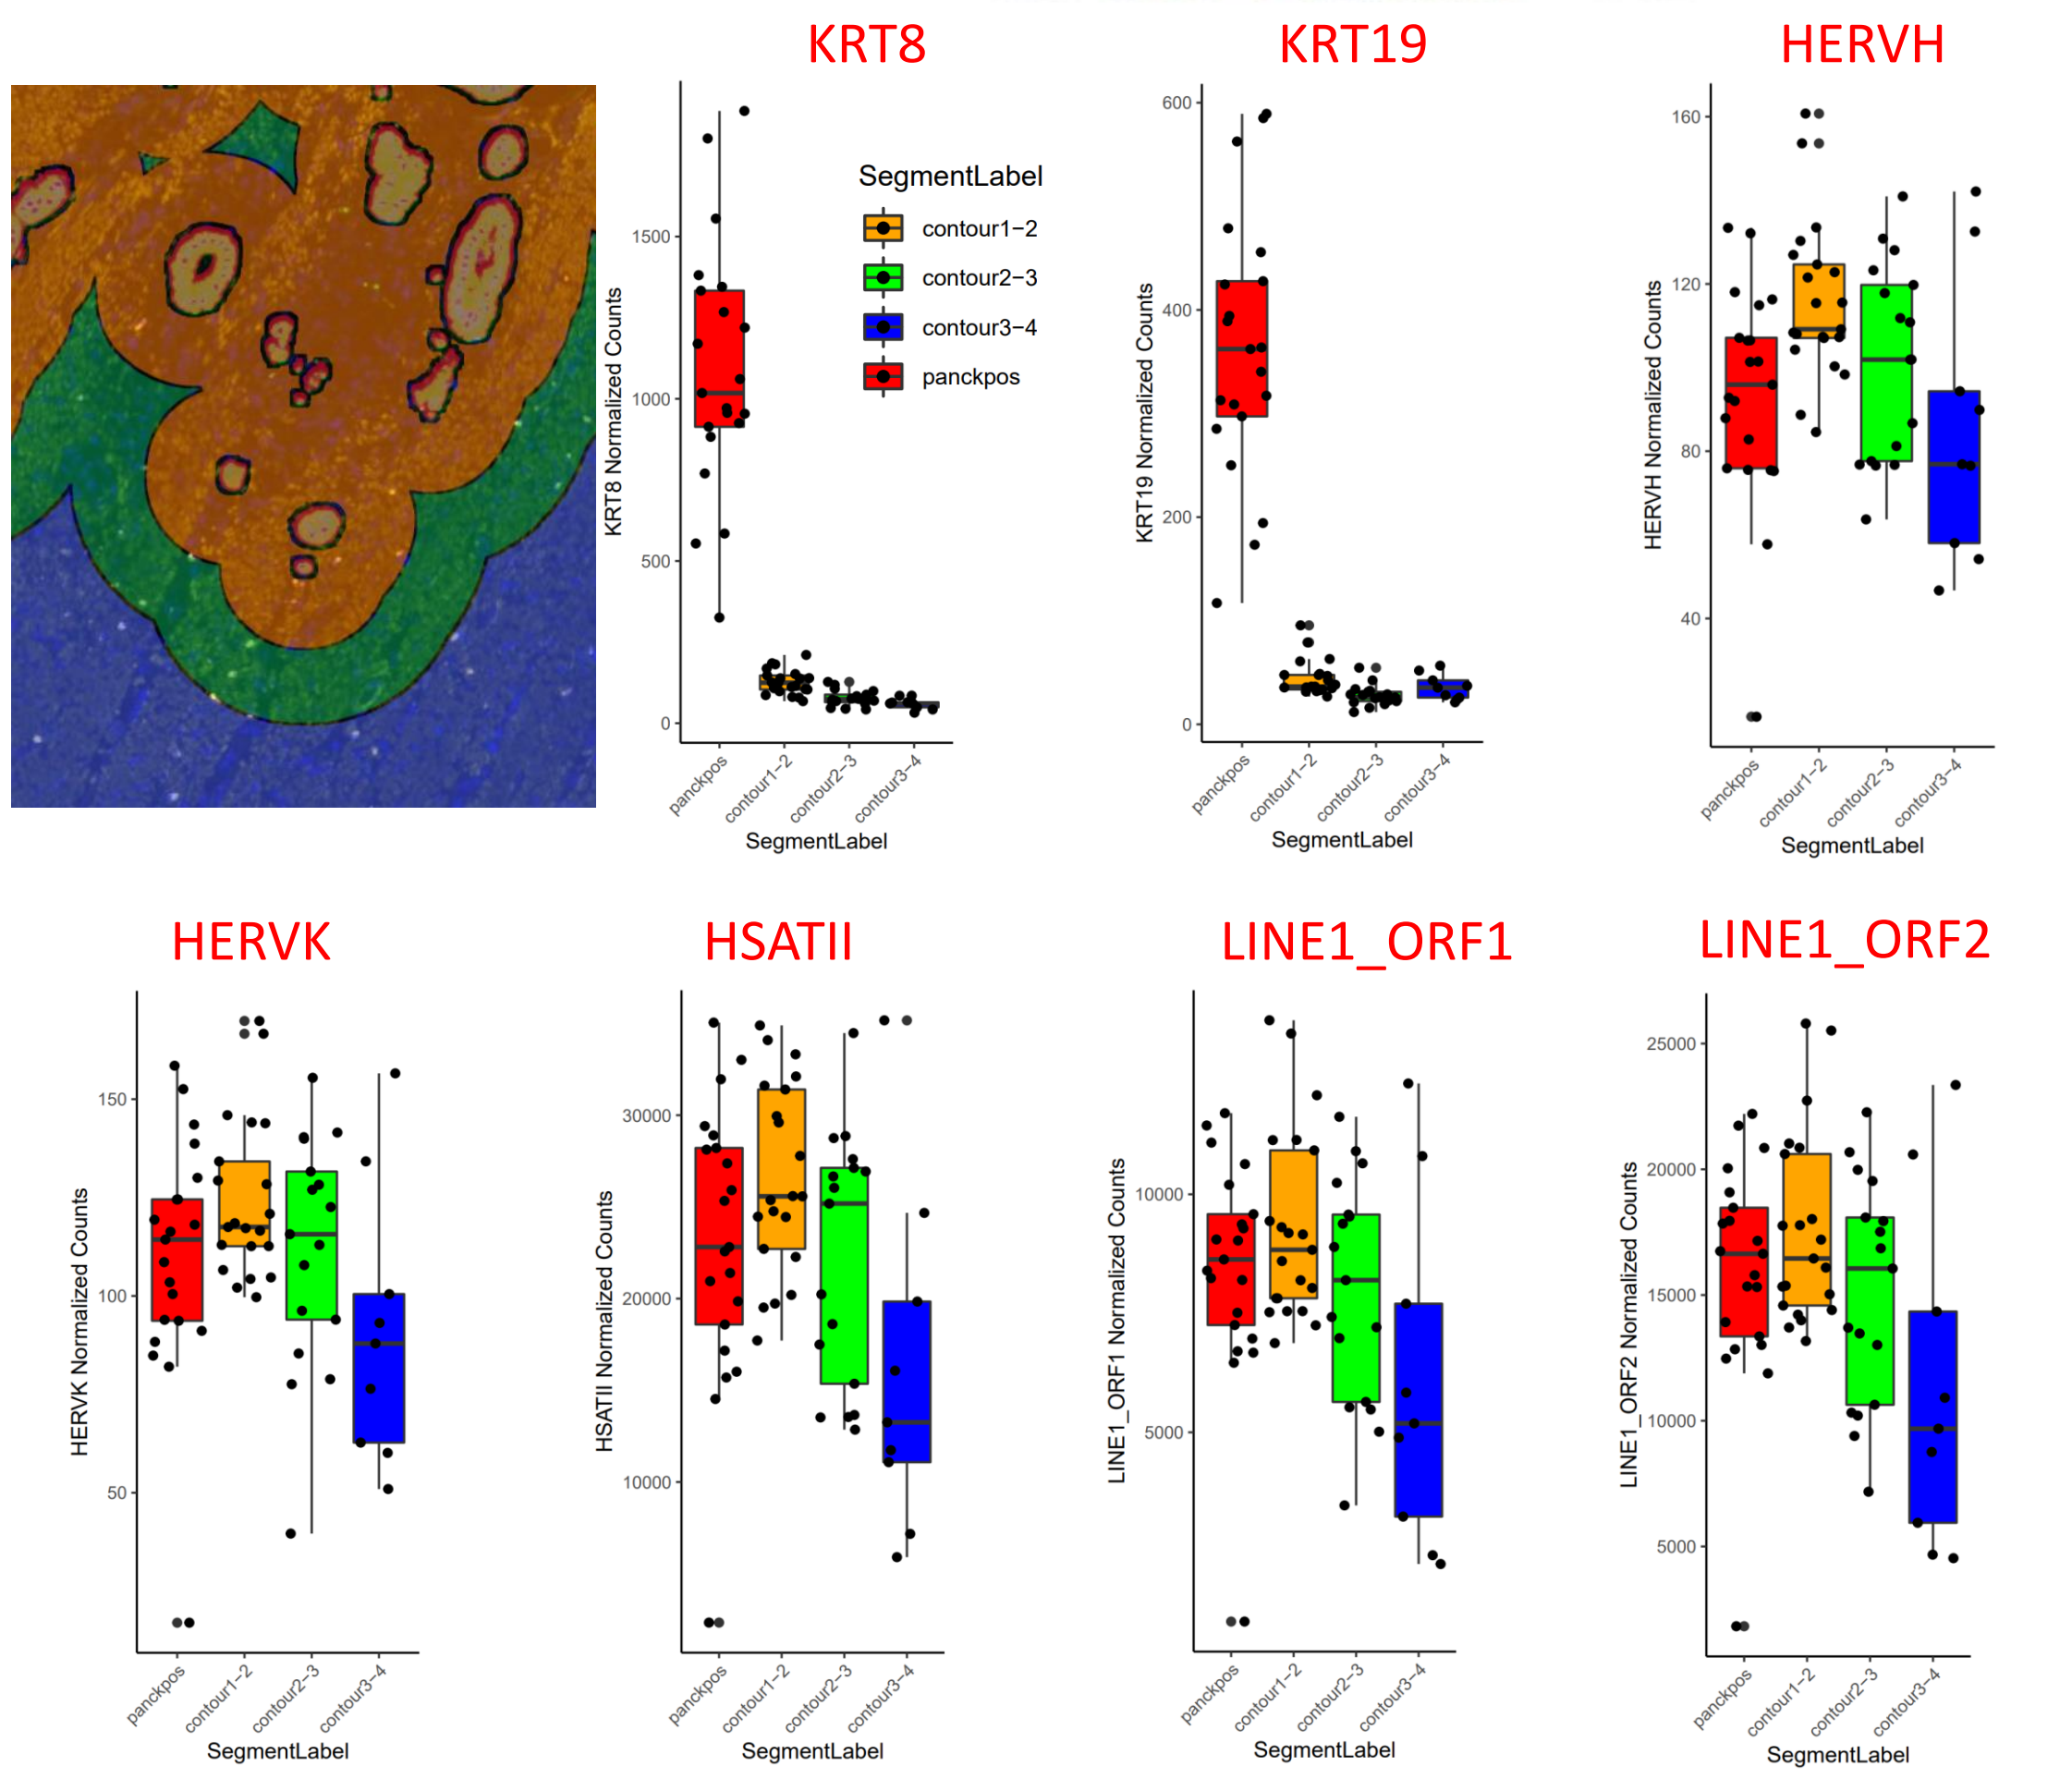 KRT8
KRT19
HERVH
KRT8 Normalized Counts
1500
1000
500
0
panckpos
contour1−2
contour2−3
contour3−4
SegmentLabel
SegmentLabel
contour1−2
contour2−3
contour3−4
panckpos
KRT19 Normalized Counts
600
400
200
0
panckpos
contour1−2
contour2−3
contour3−4
SegmentLabel
HERVH Normalized Counts
160
120
80
40
panckpos
contour1−2
contour2−3
contour3−4
SegmentLabel
HERVK
HSATII
LINE1_ORF1
LINE1_ORF2
HERVK Normalized Counts
150
100
50
panckpos
contour1−2
contour2−3
contour3−4
SegmentLabel
HSATII Normalized Counts
30000
20000
10000
panckpos
contour1−2
contour2−3
contour3−4
SegmentLabel
LINE1_ORF1 Normalized Counts
10000
5000
panckpos
contour1−2
contour2−3
contour3−4
SegmentLabel
LINE1_ORF2 Normalized Counts
25000
20000
15000
10000
5000
panckpos
contour1−2
contour2−3
contour3−4
SegmentLabel